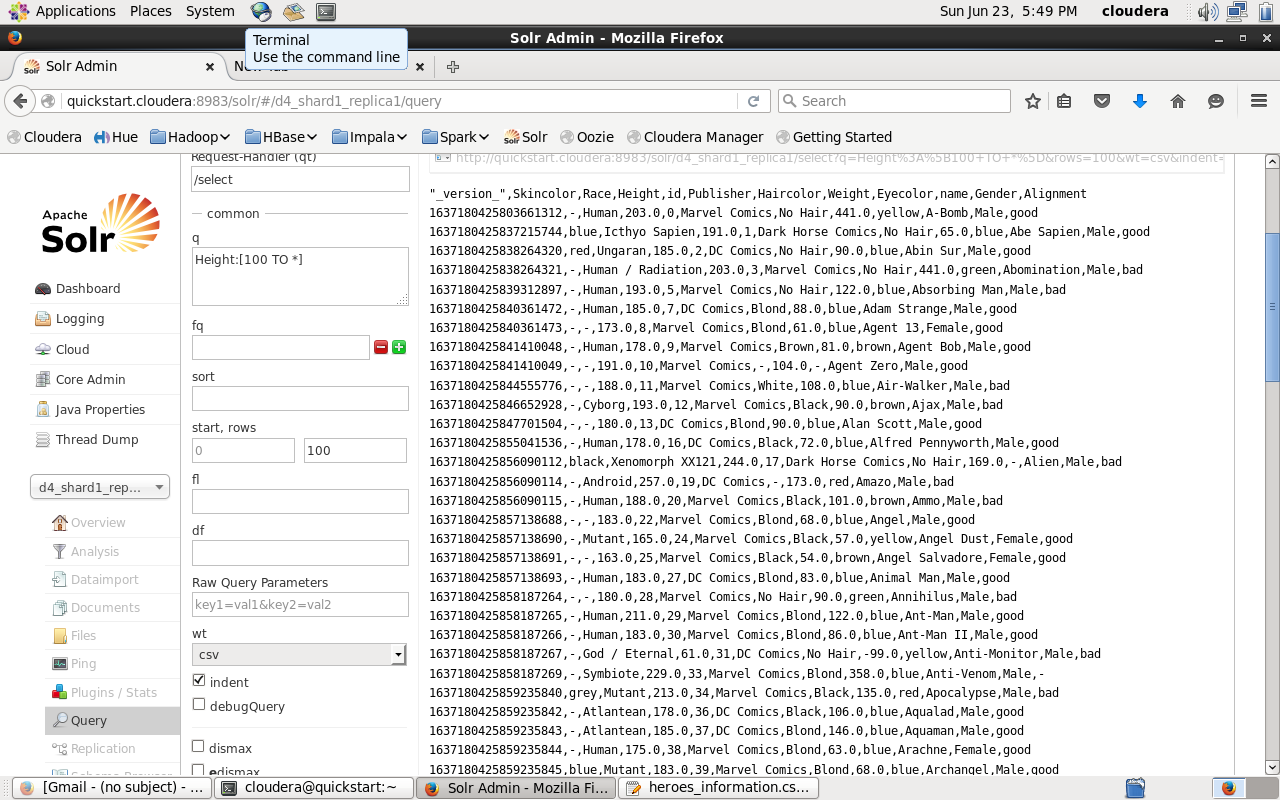 Applications Places System Sun Jun 23, 5:49 PM cloudera
Terminal
Use the command line
Solr Admin - Mozilla Firefox
Solr Admin
quickstart.cloudera:8983/solr/#/d4_shard1_replica1/query
Search
Cloudera Hue Hadoop HBase Impala Spark Solr Oozie Cloudera Manager Getting Started
Apache
Solr
Dashboard
Logging
Cloud
Core Admin
Java Properties
Thread Dump
d4_shard1_rep...
Overview
Analysis
Dataimport
Documents
Files
Ping
Plugins / Stats
Query
Replication
Schema Browser
Request-Handler (qt)
/select
common
q
Height:[100 TO *]
fq
sort
start, rows
0 100
fl
df
Raw Query Parameters
key1=val1&key2=val2
wt
csv
indent
debugQuery
dismax
edismax
http://quickstart.cloudera:8983/solr/d4_shard1_replica1/select?q=Height%3A%5B100+TO+*%5D&rows=100&wt=csv&indent=
"_version_",Skincolor,Race,Height,id,Publisher,Haircolor,Weight,Eyecolor,name,Gender,Alignment
1637180425803661312,-,Human,203.0,0,Marvel Comics,No Hair,441.0,yellow,A-Bomb,Male,good
1637180425837215744,blue,Icthyo Sapien,191.0,1,Dark Horse Comics,No Hair,65.0,blue,Abe Sapien,Male,good
1637180425838264320,red,Ungaran,185.0,2,DC Comics,No Hair,90.0,blue,Abin Sur,Male,good
1637180425838264321,-,Human / Radiation,203.0,3,Marvel Comics,No Hair,441.0,green,Abomination,Male,bad
1637180425839312897,-,Human,193.0,5,Marvel Comics,No Hair,122.0,blue,Absorbing Man,Male,bad
1637180425840361472,-,Human,185.0,7,DC Comics,Blond,88.0,blue,Adam Strange,Male,good
1637180425840361473,-,-,173.0,8,Marvel Comics,Blond,61.0,blue,Agent 13,Female,good
1637180425841410048,-,Human,178.0,9,Marvel Comics,Brown,81.0,brown,Agent Bob,Male,good
1637180425841410049,-,-,191.0,10,Marvel Comics,-,104.0,-,Agent Zero,Male,good
1637180425844555776,-,-,188.0,11,Marvel Comics,White,108.0,blue,Air-Walker,Male,bad
1637180425846652928,-,Cyborg,193.0,12,Marvel Comics,Black,90.0,brown,Ajax,Male,bad
1637180425847701504,-,-,180.0,13,DC Comics,Blond,90.0,blue,Alan Scott,Male,good
1637180425855041536,-,Human,178.0,16,DC Comics,Black,72.0,blue,Alfred Pennyworth,Male,good
1637180425856090112,black,Xenomorph XX121,244.0,17,Dark Horse Comics,No Hair,169.0,-,Alien,Male,bad
1637180425856090114,-,Android,257.0,19,DC Comics,-,173.0,red,Amazo,Male,bad
1637180425856090115,-,Human,188.0,20,Marvel Comics,Black,101.0,brown,Ammo,Male,bad
1637180425857138688,-,-,183.0,22,Marvel Comics,Blond,68.0,blue,Angel,Male,good
1637180425857138690,-,Mutant,165.0,24,Marvel Comics,Black,57.0,yellow,Angel Dust,Female,good
1637180425857138691,-,-,163.0,25,Marvel Comics,Black,54.0,brown,Angel Salvadore,Female,good
1637180425857138693,-,Human,183.0,27,DC Comics,Blond,83.0,blue,Animal Man,Male,good
1637180425858187264,-,-,180.0,28,Marvel Comics,No Hair,90.0,green,Annihilus,Male,bad
1637180425858187265,-,Human,211.0,29,Marvel Comics,Blond,122.0,blue,Ant-Man,Male,good
1637180425858187266,-,Human,183.0,30,Marvel Comics,Blond,86.0,blue,Ant-Man II,Male,good
1637180425858187267,-,God / Eternal,61.0,31,DC Comics,No Hair,-99.0,yellow,Anti-Monitor,Male,bad
1637180425858187269,-,Symbiote,229.0,33,Marvel Comics,Blond,358.0,blue,Anti-Venom,Male,-
1637180425859235840,grey,Mutant,213.0,34,Marvel Comics,Black,135.0,red,Apocalypse,Male,bad
1637180425859235842,-,Atlantean,178.0,36,DC Comics,Black,106.0,blue,Aqualad,Male,good
1637180425859235843,-,Atlantean,185.0,37,DC Comics,Blond,146.0,blue,Aquaman,Male,good
1637180425859235844,-,Human,175.0,38,Marvel Comics,Blond,63.0,blue,Arachne,Female,good
1637180425859235845,blue,Mutant,183.0,39,Marvel Comics,Blond,68.0,blue,Archangel,Male,good
[Gmail - (no subject) - ... cloudera@quickstart:~ Solr Admin - Mozilla Fi... heroes_information.cs...